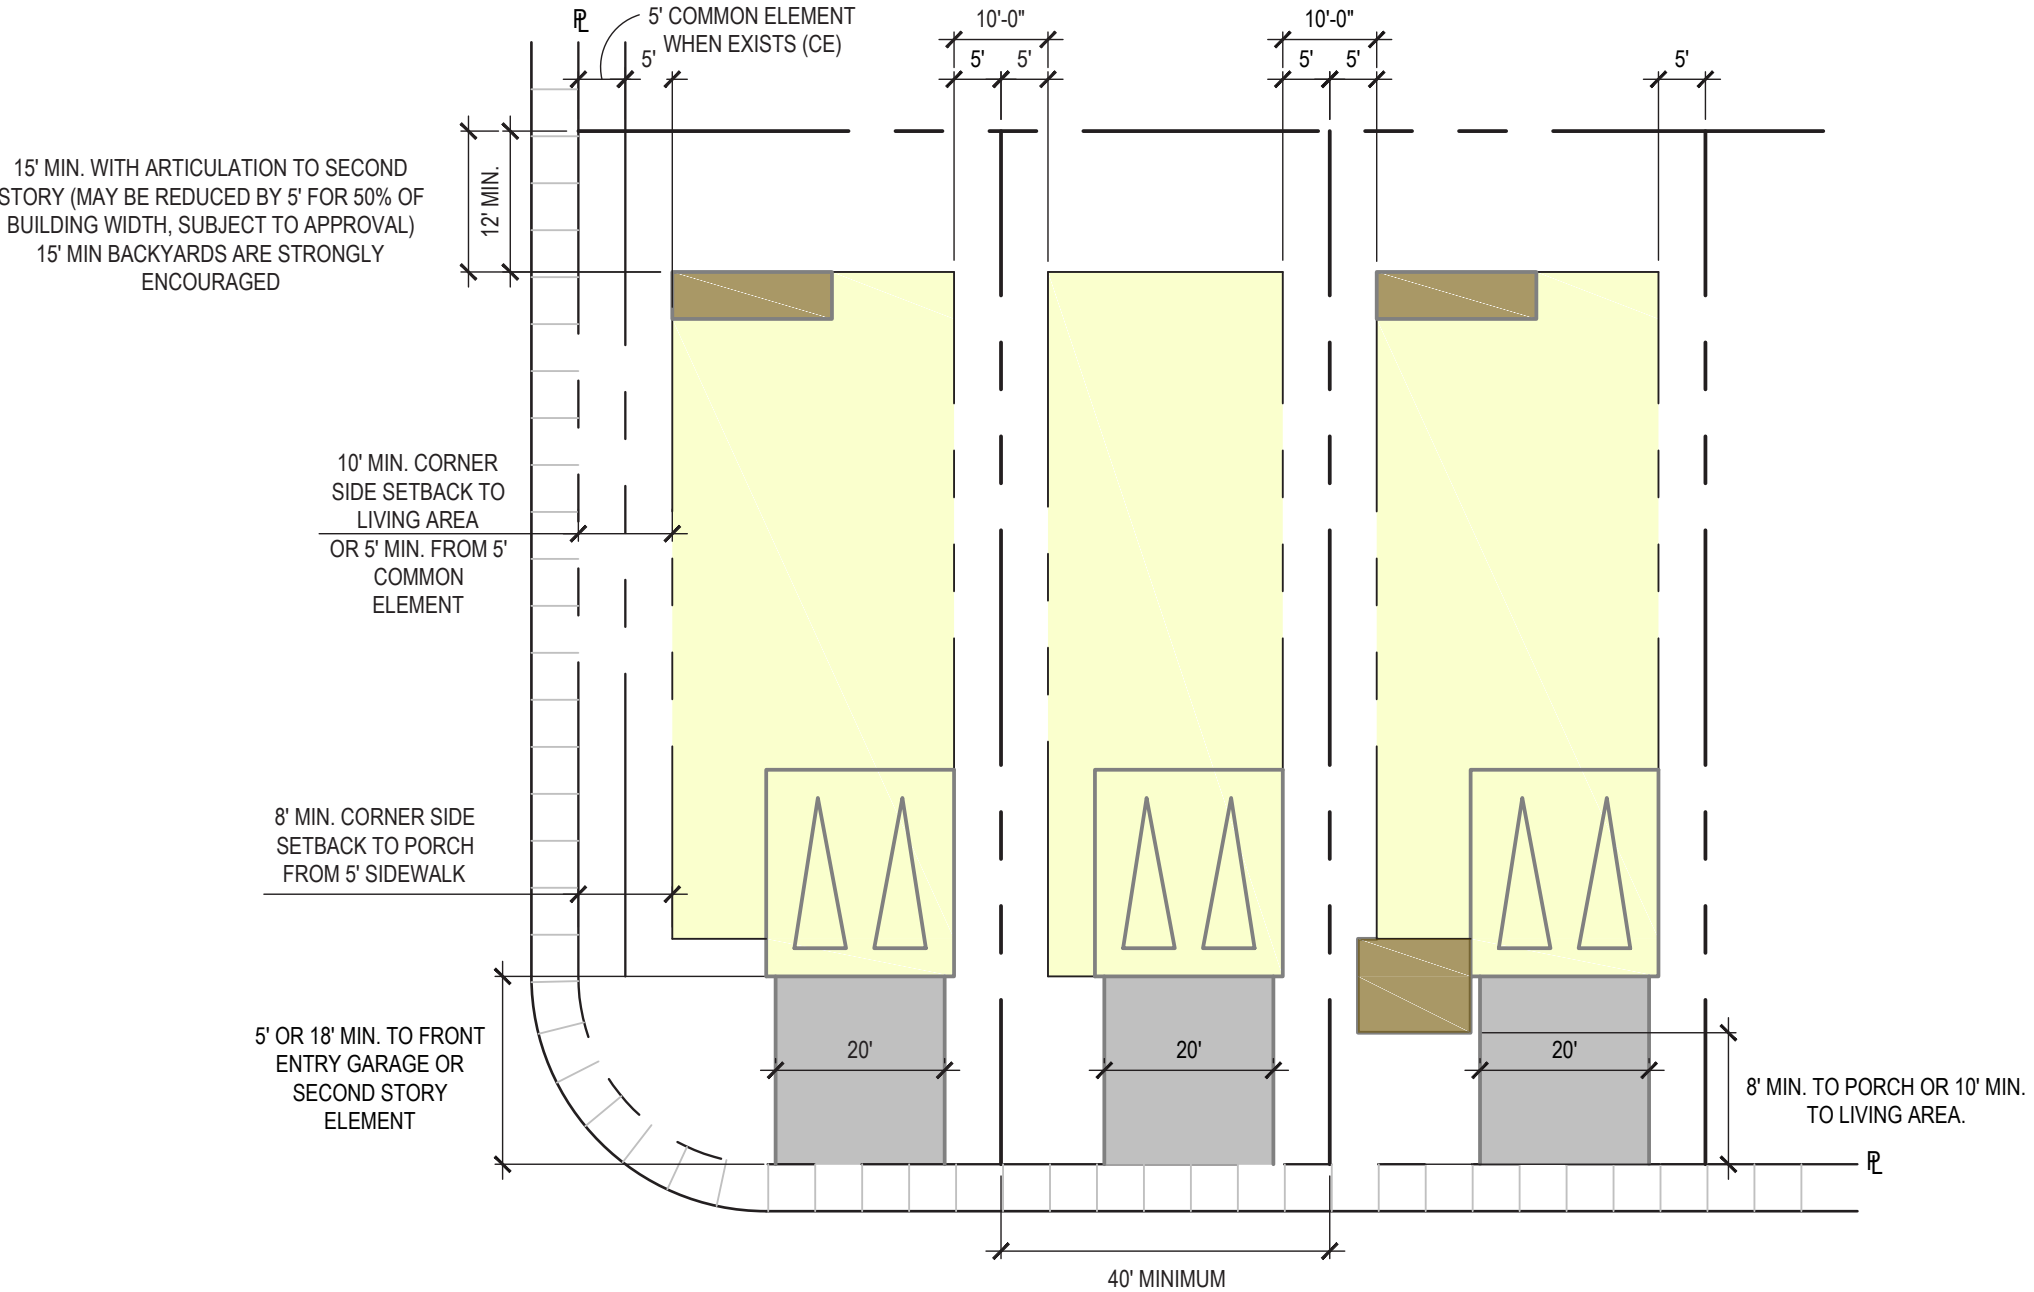 ℄
5' COMMON ELEMENT
WHEN EXISTS (CE)
5'
10'-0"
5' 5'
10'-0"
5' 5'
5'
15' MIN. WITH ARTICULATION TO SECOND
STORY (MAY BE REDUCED BY 5' FOR 50% OF
BUILDING WIDTH, SUBJECT TO APPROVAL)
15' MIN BACKYARDS ARE STRONGLY
ENCOURAGED
12' MIN.
10' MIN. CORNER
SIDE SETBACK TO
LIVING AREA
OR 5' MIN. FROM 5'
COMMON
ELEMENT
8' MIN. CORNER SIDE
SETBACK TO PORCH
FROM 5' SIDEWALK
5' OR 18' MIN. TO FRONT
ENTRY GARAGE OR
SECOND STORY
ELEMENT
20'
20'
20'
8' MIN. TO PORCH OR 10' MIN.
TO LIVING AREA.
℄
40' MINIMUM